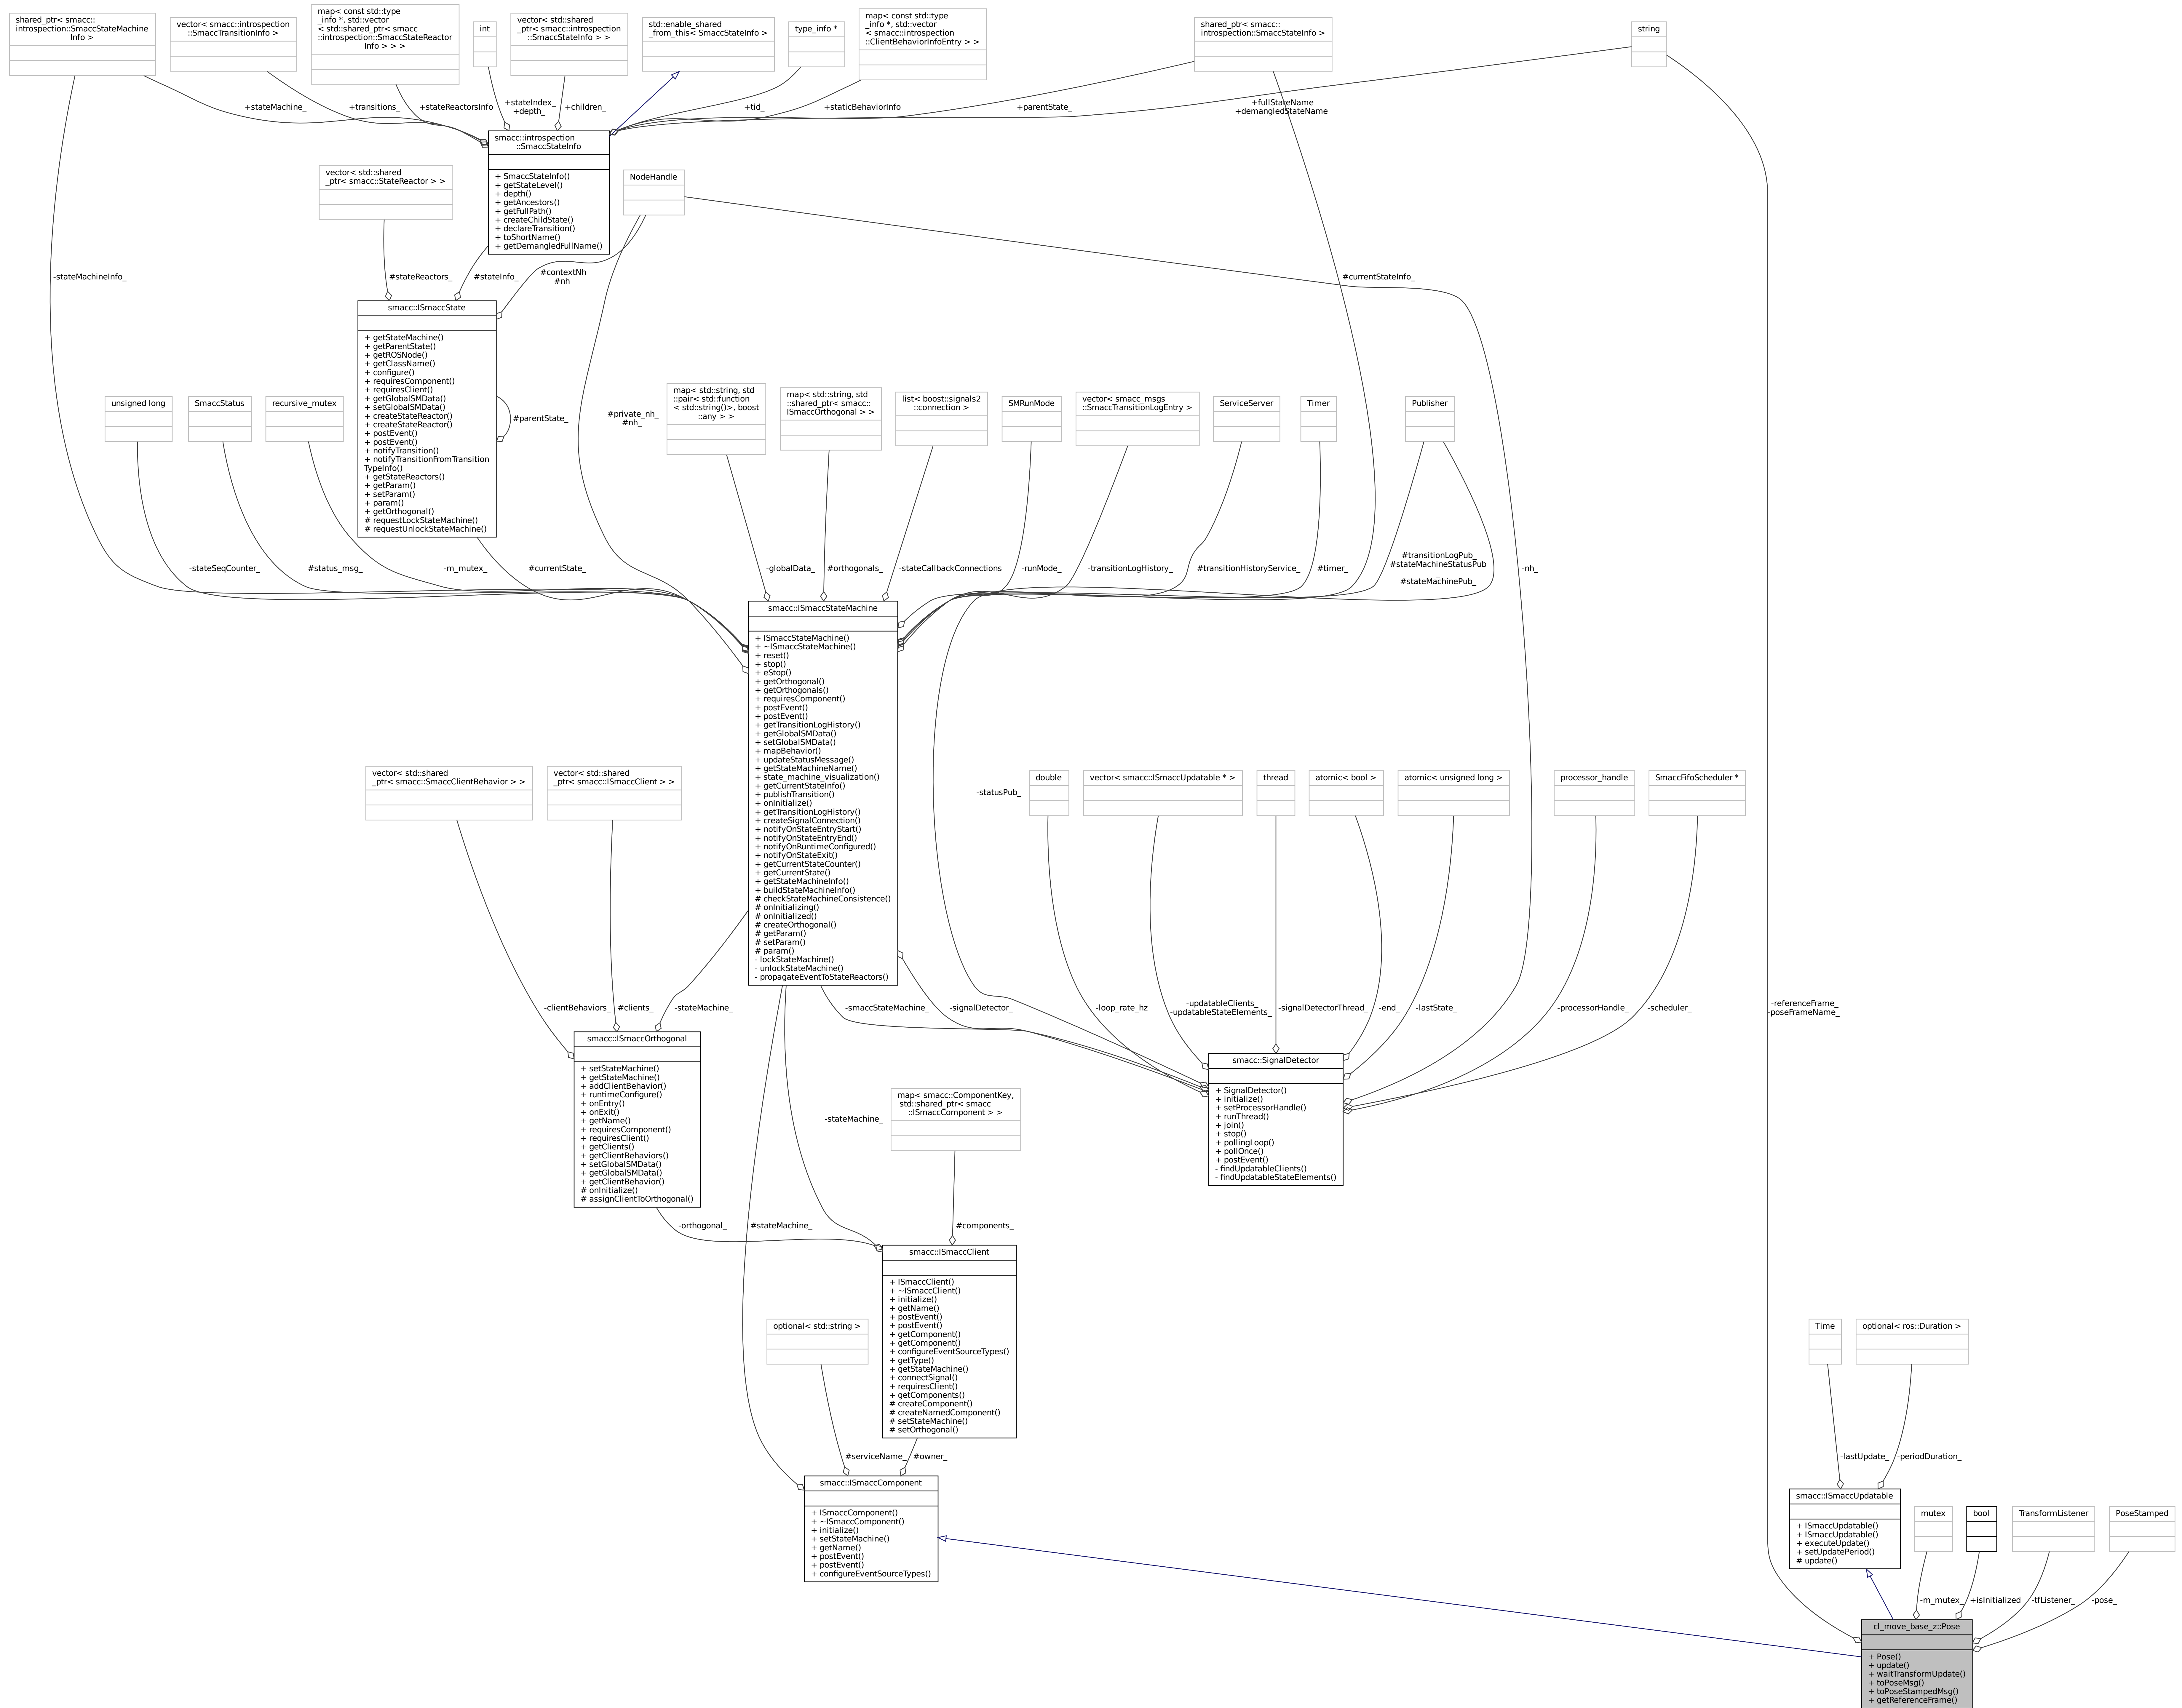 shared_ptr< smacc::
introspection::SmaccStateMachine
Info >
vector< smacc::introspection
::SmaccTransitionInfo >
map< const std::type
_info *, std::vector
< std::shared_ptr< smacc
::introspection::SmaccStateReactor
Info > > >
int
vector< std::shared
_ptr< smacc::introspection
::SmaccStateInfo > >
std::enable_shared
_from_this< SmaccStateInfo >
type_info *
map< const std::type
_info *, std::vector
< smacc::introspection
::ClientBehaviorInfoEntry > >
shared_ptr< smacc::
introspection::SmaccStateInfo >
string
+stateMachine_
+transitions_
+stateReactorsInfo
+stateIndex_
+depth_
+children_
+tid_
+staticBehaviorInfo
+parentState_
+fullStateName
+demangledStateName
smacc::introspection
::SmaccStateInfo
+ SmaccStateInfo()
+ getStateLevel()
+ depth()
+ getAncestors()
+ getFullPath()
+ createChildState()
+ declareTransition()
+ toShortName()
+ getDemangledFullName()
vector< std::shared
_ptr< smacc::StateReactor > >
NodeHandle
-stateMachineInfo_
#stateReactors_
#stateInfo_
#contextNh
#nh
#currentStateInfo_
smacc::ISmaccState
+ getStateMachine()
+ getParentState()
+ getROSNode()
+ getClassName()
+ configure()
+ requiresComponent()
+ requiresClient()
+ getGlobalSMData()
+ setGlobalSMData()
+ createStateReactor()
+ createStateReactor()
+ postEvent()
+ postEvent()
+ notifyTransition()
+ notifyTransitionFromTransition
TypeInfo()
+ getStateReactors()
+ getParam()
+ setParam()
+ param()
+ getOrthogonal()
# requestLockStateMachine()
# requestUnlockStateMachine()
#parentState_
unsigned long
SmaccStatus
recursive_mutex
#private_nh_
#nh_
map< std::string, std
::pair< std::function
< std::string()>, boost
::any > >
map< std::string, std
::shared_ptr< smacc::
ISmaccOrthogonal > >
list< boost::signals2
::connection >
SMRunMode
vector< smacc_msgs
::SmaccTransitionLogEntry >
ServiceServer
Timer
Publisher
-stateSeqCounter_
#status_msg_
-m_mutex_
#currentState_
-globalData_
#orthogonals_
-stateCallbackConnections
-runMode_
-transitionLogHistory_
#transitionHistoryService_
#timer_
#transitionLogPub_
#stateMachineStatusPub
_
#stateMachinePub_
-nh_
smacc::ISmaccStateMachine
+ ISmaccStateMachine()
+ ~ISmaccStateMachine()
+ reset()
+ stop()
+ eStop()
+ getOrthogonal()
+ getOrthogonals()
+ requiresComponent()
+ postEvent()
+ postEvent()
+ getTransitionLogHistory()
+ getGlobalSMData()
+ setGlobalSMData()
+ mapBehavior()
+ updateStatusMessage()
+ getStateMachineName()
+ state_machine_visualization()
+ getCurrentStateInfo()
+ publishTransition()
+ onInitialize()
+ getTransitionLogHistory()
+ createSignalConnection()
+ notifyOnStateEntryStart()
+ notifyOnStateEntryEnd()
+ notifyOnRuntimeConfigured()
+ notifyOnStateExit()
+ getCurrentStateCounter()
+ getCurrentState()
+ getStateMachineInfo()
+ buildStateMachineInfo()
# checkStateMachineConsistence()
# onInitializing()
# onInitialized()
# createOrthogonal()
# getParam()
# setParam()
# param()
- lockStateMachine()
- unlockStateMachine()
- propagateEventToStateReactors()
vector< std::shared
_ptr< smacc::SmaccClientBehavior > >
vector< std::shared
_ptr< smacc::ISmaccClient > >
-statusPub_
double
vector< smacc::ISmaccUpdatable * >
thread
atomic< bool >
atomic< unsigned long >
processor_handle
SmaccFifoScheduler *
-clientBehaviors_
#clients_
-stateMachine_
-smaccStateMachine_
-signalDetector_
-loop_rate_hz
-updatableClients_
-updatableStateElements_
-signalDetectorThread_
-end_
-lastState_
-processorHandle_
-scheduler_
-referenceFrame_
-poseFrameName_
smacc::ISmaccOrthogonal
+ setStateMachine()
+ getStateMachine()
+ addClientBehavior()
+ runtimeConfigure()
+ onEntry()
+ onExit()
+ getName()
+ requiresComponent()
+ requiresClient()
+ getClients()
+ getClientBehaviors()
+ setGlobalSMData()
+ getGlobalSMData()
+ getClientBehavior()
# onInitialize()
# assignClientToOrthogonal()
smacc::SignalDetector
+ SignalDetector()
+ initialize()
+ setProcessorHandle()
+ runThread()
+ join()
+ stop()
+ pollingLoop()
+ pollOnce()
+ postEvent()
- findUpdatableClients()
- findUpdatableStateElements()
-stateMachine_
map< smacc::ComponentKey,
std::shared_ptr< smacc
::ISmaccComponent > >
-orthogonal_
#stateMachine_
#components_
smacc::ISmaccClient
+ ISmaccClient()
+ ~ISmaccClient()
+ initialize()
+ getName()
+ postEvent()
+ postEvent()
+ getComponent()
+ getComponent()
+ configureEventSourceTypes()
+ getType()
+ getStateMachine()
+ connectSignal()
+ requiresClient()
+ getComponents()
# createComponent()
# createNamedComponent()
# setStateMachine()
# setOrthogonal()
optional< std::string >
Time
optional< ros::Duration >
#serviceName_
#owner_
-lastUpdate_
-periodDuration_
smacc::ISmaccComponent
+ ISmaccComponent()
+ ~ISmaccComponent()
+ initialize()
+ setStateMachine()
+ getName()
+ postEvent()
+ postEvent()
+ configureEventSourceTypes()
smacc::ISmaccUpdatable
+ ISmaccUpdatable()
+ ISmaccUpdatable()
+ executeUpdate()
+ setUpdatePeriod()
# update()
mutex
bool
TransformListener
PoseStamped
-m_mutex_
+isInitialized
-tfListener_
-pose_
cl_move_base_z::Pose
+ Pose()
+ update()
+ waitTransformUpdate()
+ toPoseMsg()
+ toPoseStampedMsg()
+ getReferenceFrame()